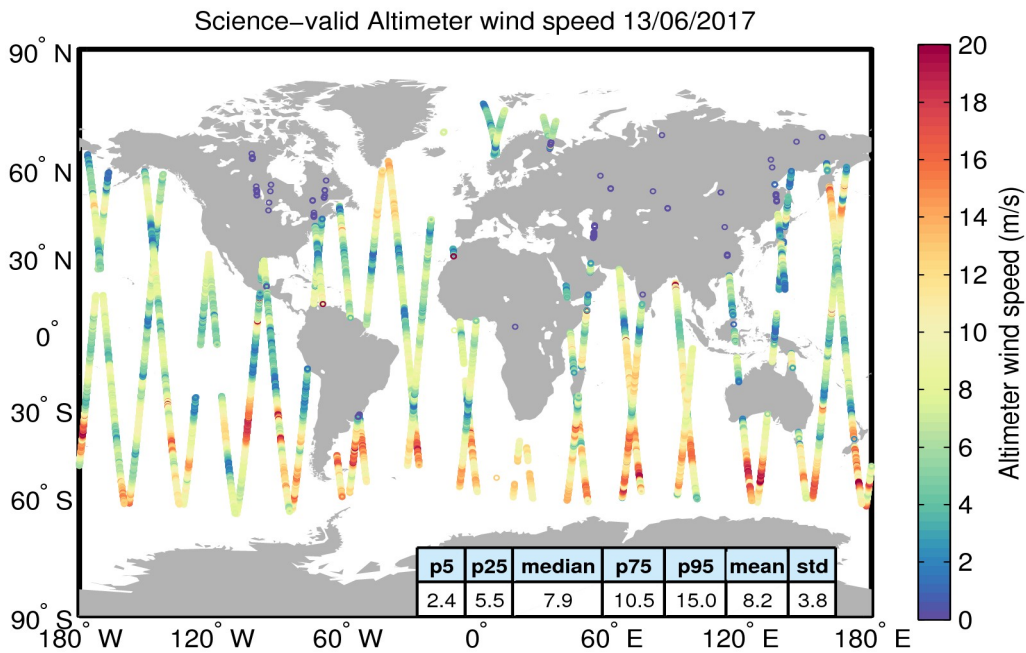 Science-valid Altimeter wind speed 13/06/2017
90° N
60° N
30° N
0°
30° S
60° S
90° S
180° W
120° W
60° W
0°
60° E
120° E
180° E
p5 p25 median p75 p95 mean std
2.4 5.5 7.9 10.5 15.0 8.2 3.8
20
18
16
14
12
10
8
6
4
2
0
Altimeter wind speed (m/s)